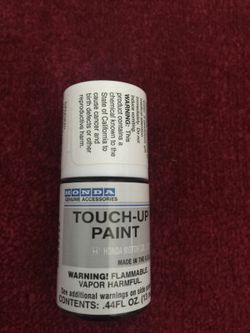 WARNING: This
product contains a
chemical known to the
State of California to
cause cancer and
birth defects or other
reproductive harm.
HONDA
GENUINE ACCESSORIES
TOUCH-UP
PAINT
HONDA MOTOR
MADE IN THE
WARNING! FLAMMABLE.
VAPOR HARMFUL.
See additional warnings on side
CONTENTS: .44FL OZ.